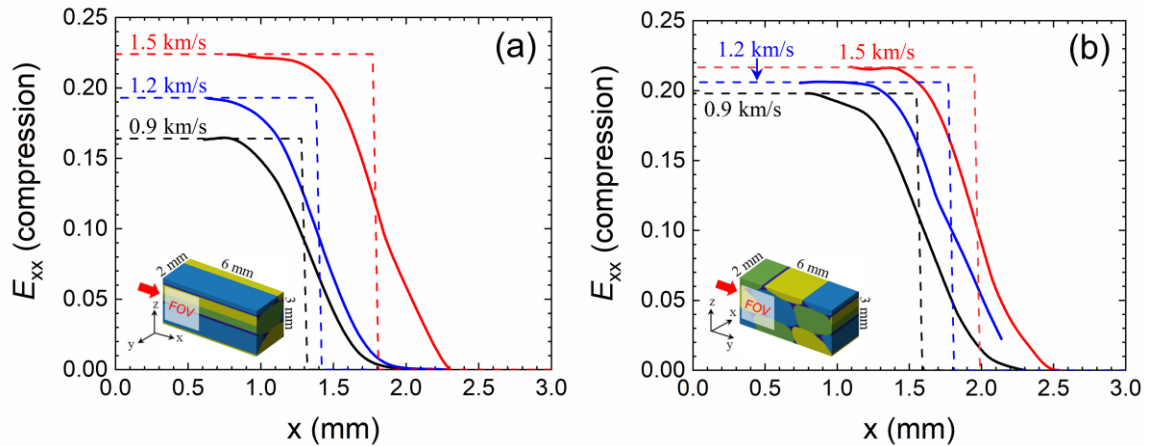 (a)
1.5 km/s
1.2 km/s
0.9 km/s
E_xx (compression)
0.25
0.20
0.15
0.10
0.05
0.00
2 mm
6 mm
3 mm
FOV
z
x
y
0.0 0.5 1.0 1.5 2.0 2.5 3.0
x (mm)
(b)
1.2 km/s
1.5 km/s
0.9 km/s
E_xx (compression)
0.25
0.20
0.15
0.10
0.05
0.00
2 mm
6 mm
3 mm
FOV
z
x
y
0.0 0.5 1.0 1.5 2.0 2.5 3.0
x (mm)